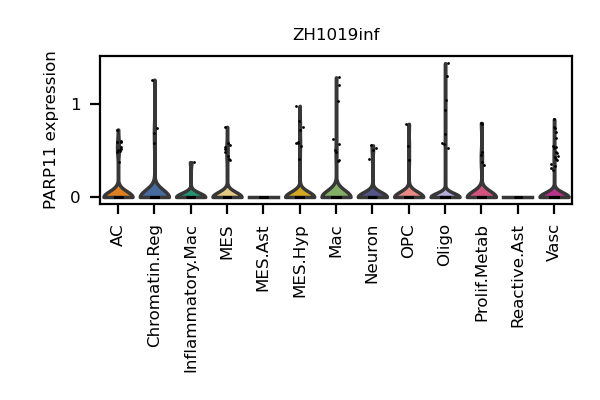 ZH1019inf
PARP11 expression
1
0
AC
Chromatin.Reg
Inflammatory.Mac
MES
MES.Ast
MES.Hyp
Mac
Neuron
OPC
Oligo
Prolif.Metab
Reactive.Ast
Vasc